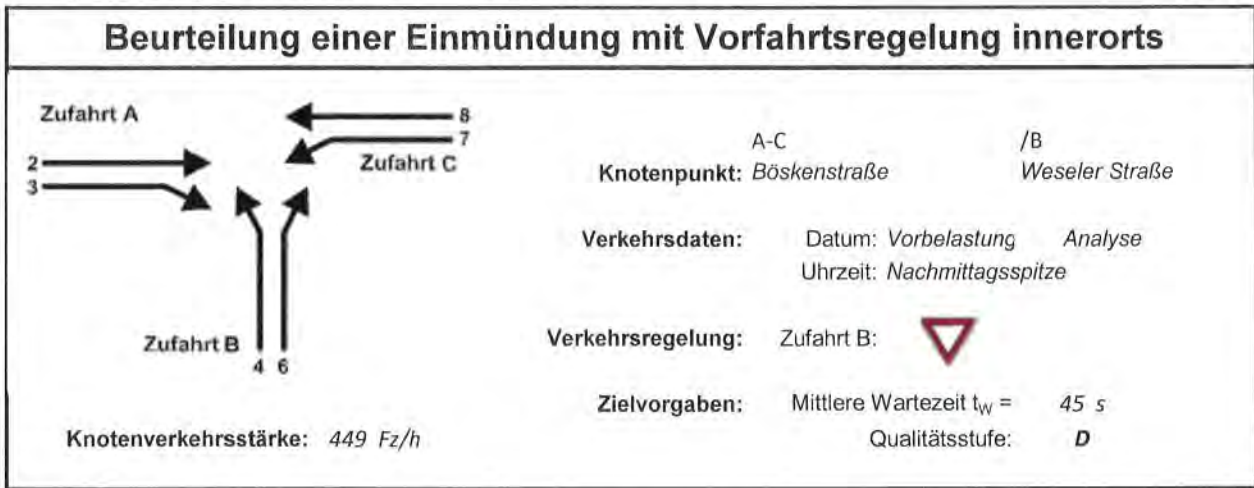 Beurteilung einer Einmündung mit Vorfahrtsregelung innerorts
Zufahrt A
8
7
2
Zufahrt C
3
Zufahrt B
4 6
Knotenverkehrsstärke: 449 Fz/h
A-C /B
Knotenpunkt: Böskenstraße Weseler Straße
Verkehrsdaten: Datum: Vorbelastung Analyse
Uhrzeit: Nachmittagsspitze
Verkehrsregelung: Zufahrt B:
Zielvorgaben: Mittlere Wartezeit tW = 45 s
Qualitätsstufe: D